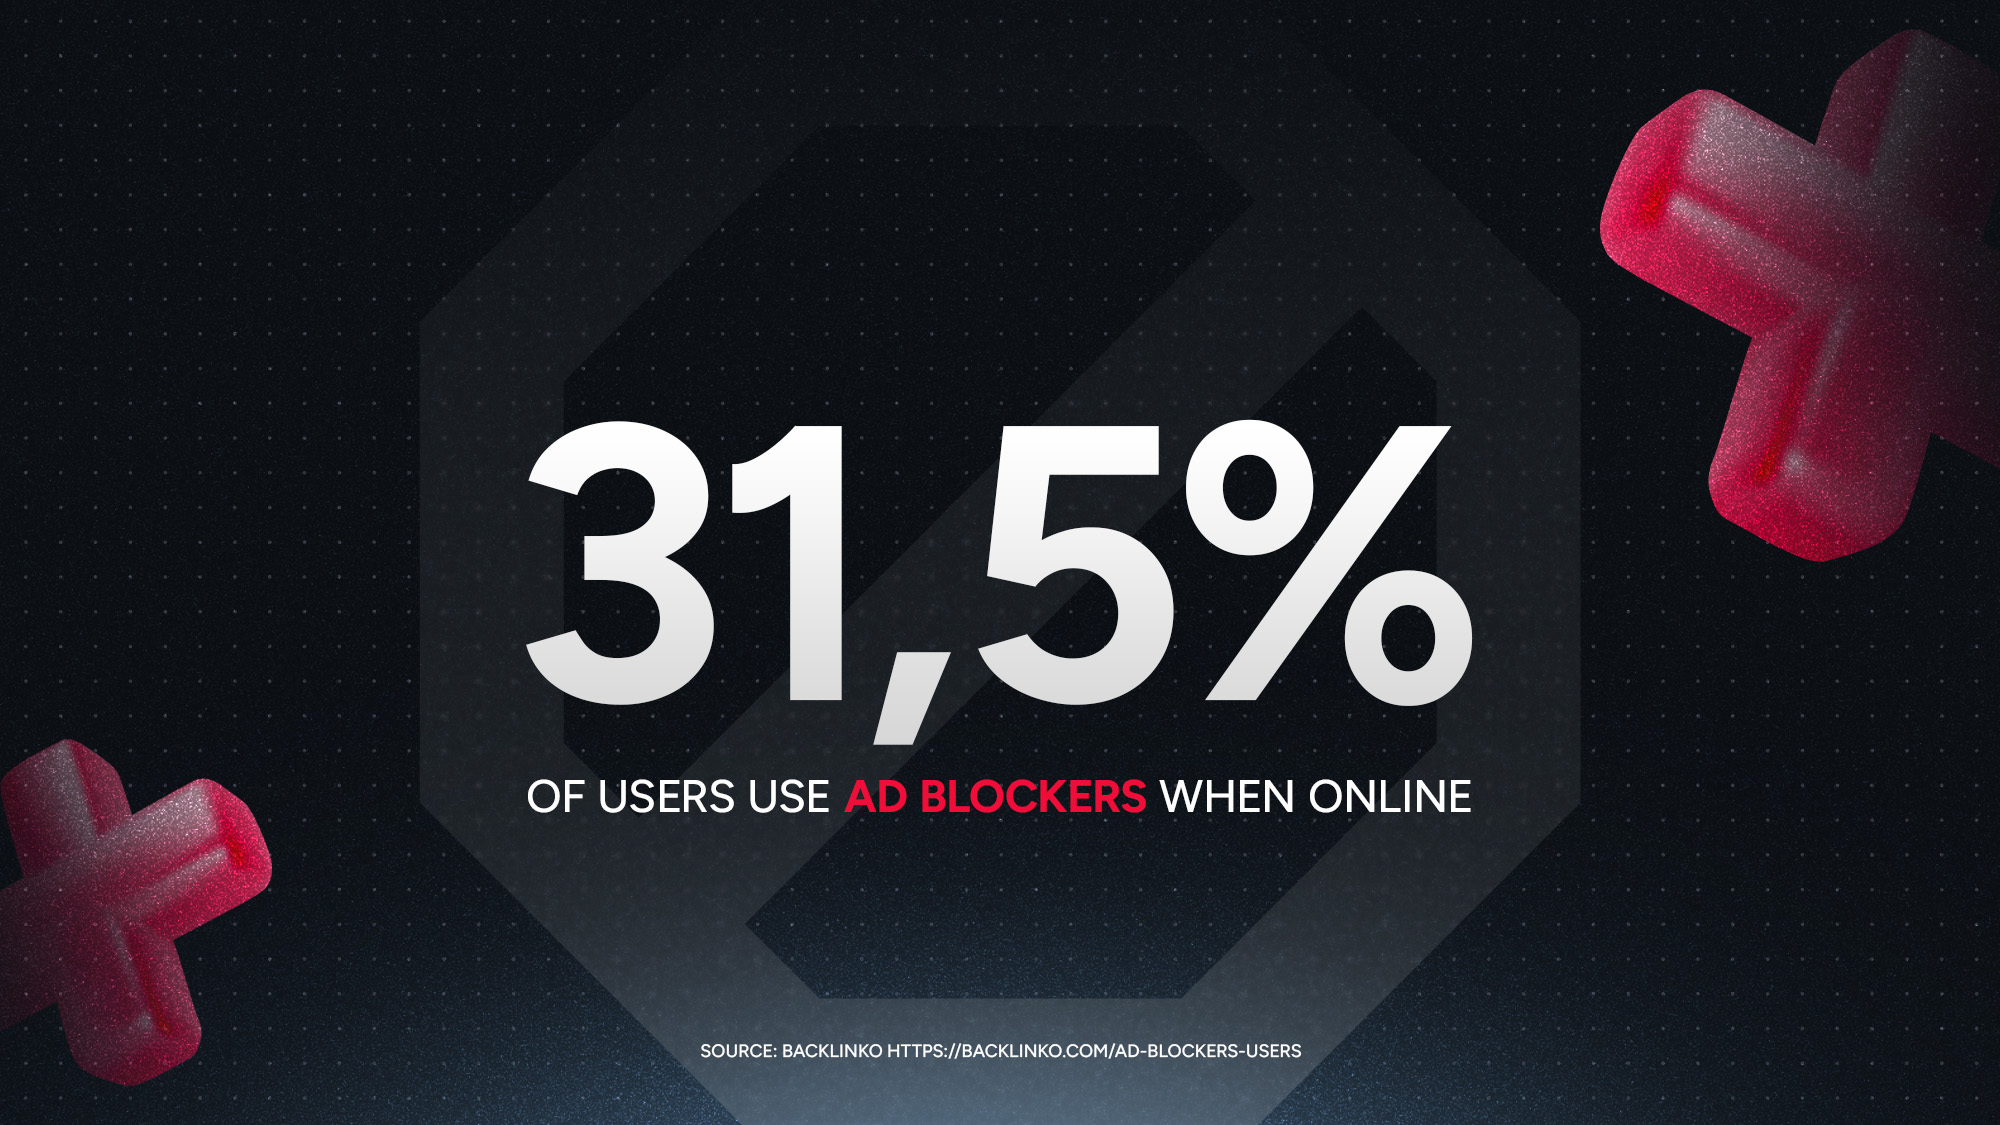 31,5%
OF USERS USE AD BLOCKERS WHEN ONLINE
SOURCE: BACKLINKO HTTPS://BACKLINKO.COM/AD-BLOCKERS-USERS